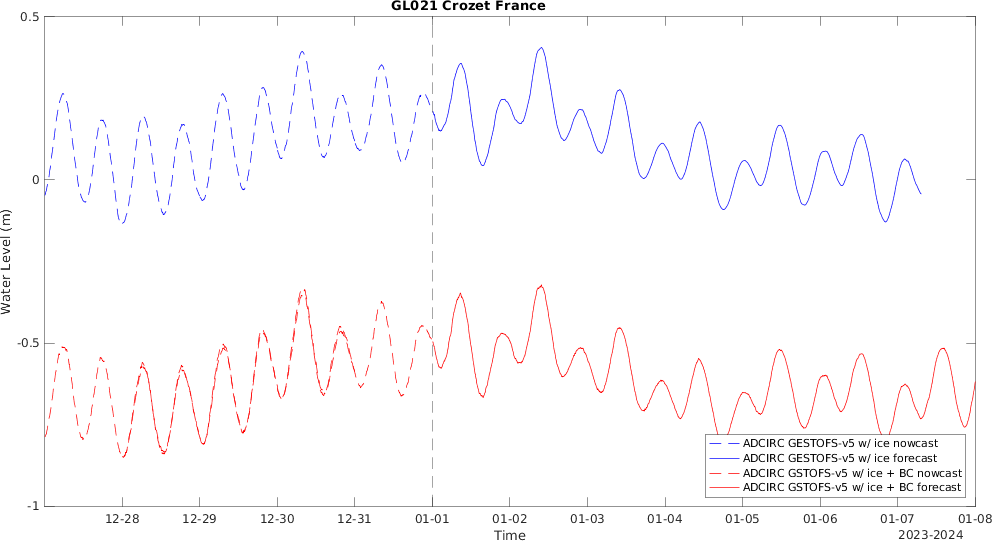 GL021 Crozet France
0.5
0
-0.5
-1
Water Level (m)
12-28 12-29 12-30 12-31 01-01 01-02 01-03 01-04 01-05 01-06 01-07 01-08
Time
2023-2024
ADCIRC GESTOFS-v5 w/ ice nowcast
ADCIRC GESTOFS-v5 w/ ice forecast
ADCIRC GSTOFS-v5 w/ ice + BC nowcast
ADCIRC GSTOFS-v5 w/ ice + BC forecast